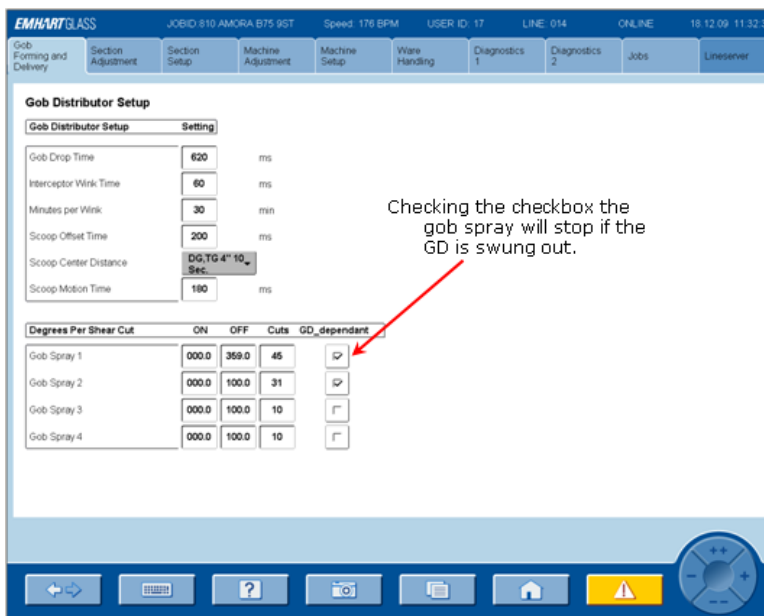 EMHART GLASS JOBID:810 AMORA B75 9ST Speed: 176 BPM USER ID: 17 LINE: 014 ONLINE 18.12.09 11:32:3
Gob Forming and Delivery
Section Adjustment
Section Setup
Machine Adjustment
Machine Setup
Ware Handling
Diagnostics 1
Diagnostics 2
Jobs
Lineserver
Gob Distributor Setup
Gob Distributor Setup Setting
Gob Drop Time 620 ms
Interceptor Wink Time 60 ms
Minutes per Wink 30 min
Scoop Offset Time 200 ms
Scoop Center Distance DG,TG 4" 10 Sec.
Scoop Motion Time 180 ms
Checking the checkbox the
gob spray will stop if the
GD is swung out.
Degrees Per Shear Cut ON OFF Cuts GD_dependant
Gob Spray 1 000.0 359.0 45
Gob Spray 2 000.0 100.0 31
Gob Spray 3 000.0 100.0 10
Gob Spray 4 000.0 100.0 10